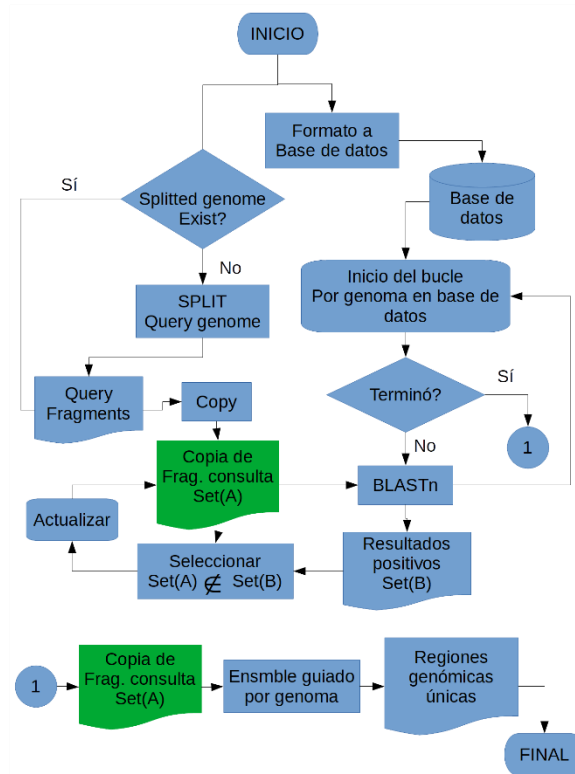 INICIO
Formato a
Base de datos
Sí
Splitted genome
Exist?
Base de
datos
No
Inicio del bucle
Por genoma en base de
datos
SPLIT
Query genome
Sí
Query
Fragments
Copy
Terminó?
1
No
Copia de
Frag. consulta
Set(A)
BLASTn
Actualizar
Seleccionar
Set(A) ∉ Set(B)
Resultados
positivos
Set(B)
1
Copia de
Frag. consulta
Set(A)
Ensmble guiado
por genoma
Regiones
genómicas
únicas
FINAL